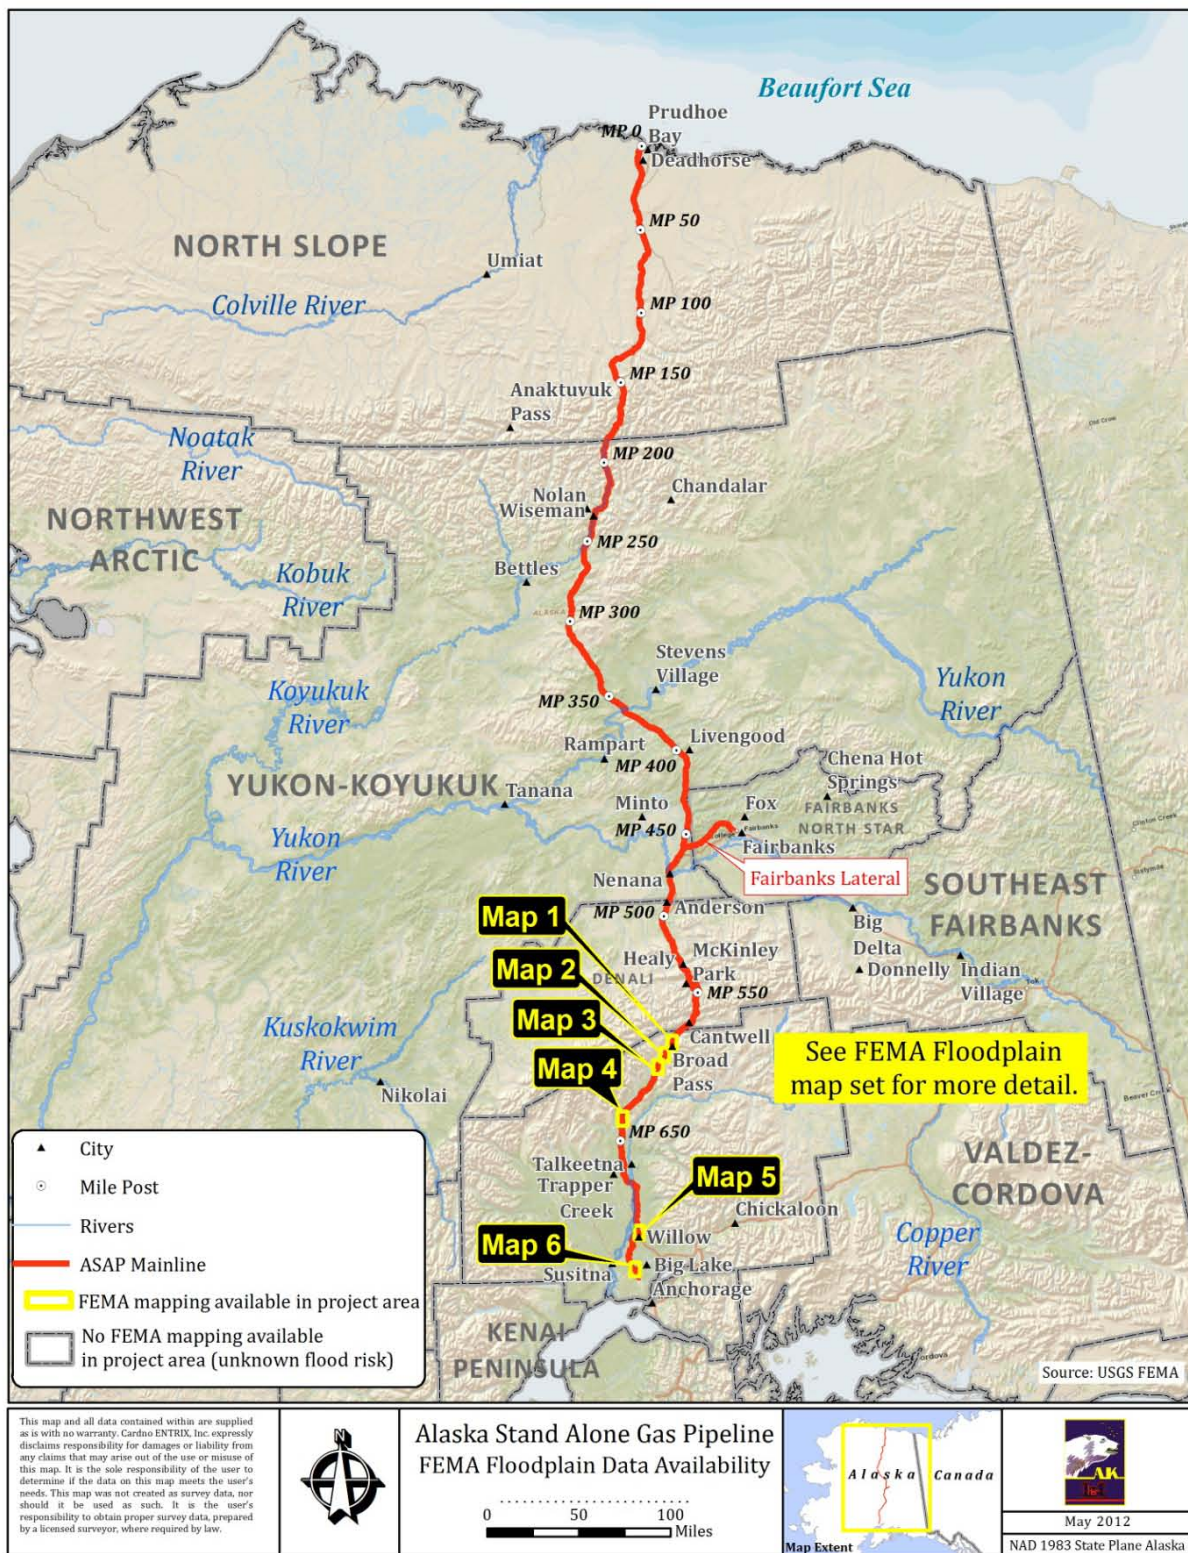 Beaufort Sea
Prudhoe
Bay
MP 0
Deadhorse
MP 50
NORTH SLOPE
Umiat
Colville River
MP 100
MP 150
Anaktuvuk
Pass
Noatak
River
MP 200
Chandalar
Nolan
Wiseman
NORTHWEST
ARCTIC
MP 250
Kobuk
River
Bettles
ALASKA
MP 300
Stevens
Village
Koyukuk
River
Yukon
River
MP 350
Rampart
Livengood
MP 400
Chena Hot
Springs
YUKON-KOYUKUK
Tanana
Minto
Fox
FAIRBANKS
NORTH STAR
MP 450
College
Fairbanks
Fairbanks
Yukon
River
Fairbanks Lateral
Nenana
SOUTHEAST
FAIRBANKS
Map 1
MP 500
Anderson
Big
Delta
Map 2
Healy
McKinley
Park
DENALI
Donnelly
Indian
Village
Tok
MP 550
Map 3
Kuskokwim
River
Cantwell
Broad
Pass
See FEMA Floodplain
map set for more detail.
Map 4
Nikolai
MP 650
VALDEZ-
CORDOVA
Talkeetna
Map 5
Trapper
Creek
Chickaloon
Willow
Copper
River
Map 6
Susitna
Big Lake
Anchorage
KENAI
PENINSULA
City
Mile Post
Rivers
ASAP Mainline
FEMA mapping available in project area
No FEMA mapping available
in project area (unknown flood risk)
Source: USGS FEMA
This map and all data contained within are supplied
as is with no warranty. Cardno ENTRIX, Inc. expressly
disclaims responsibility for damages or liability from
any claims that may arise out of the use or misuse of
this map. It is the sole responsibility of the user to
determine if the data on this map meets the user's
needs. This map was not created as survey data, nor
should it be used as such. It is the user's
responsibility to obtain proper survey data, prepared
by a licensed surveyor, where required by law.
N
Alaska Stand Alone Gas Pipeline
FEMA Floodplain Data Availability
0 50 100
Miles
Alaska
Canada
Map Extent
AK
May 2012
NAD 1983 State Plane Alaska